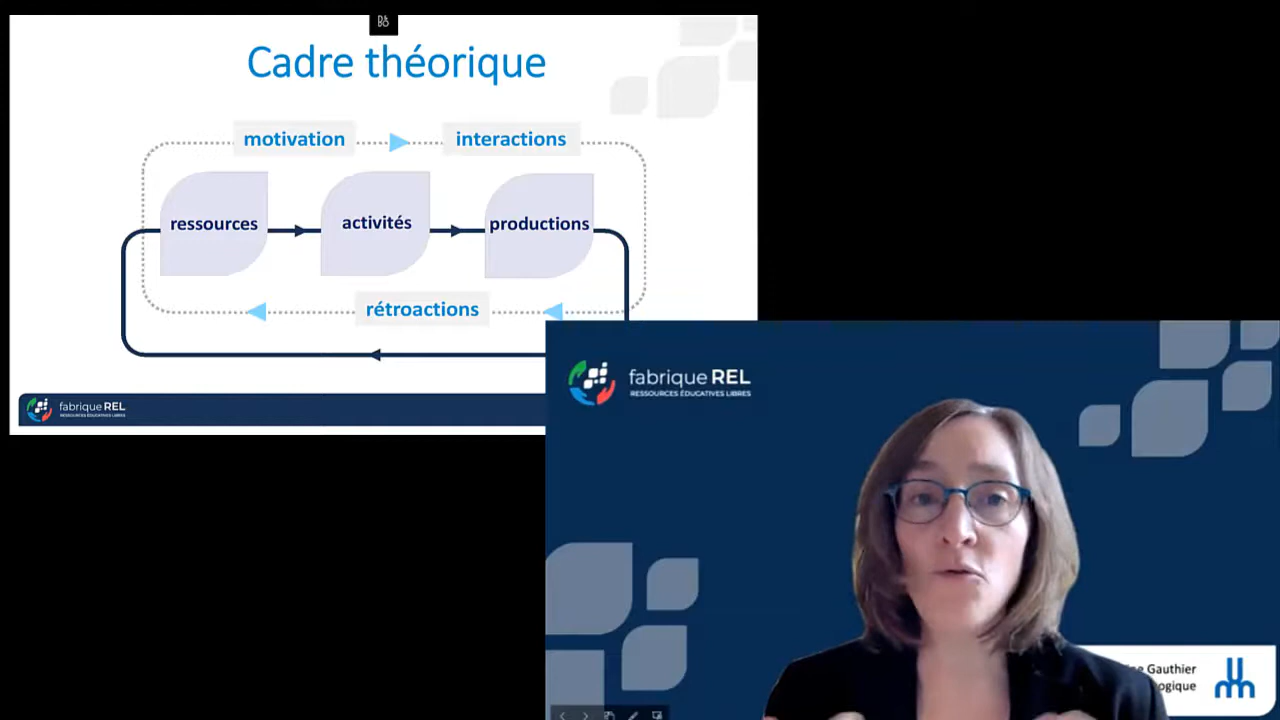 Cadre théorique
motivation
interactions
ressources
activités
productions
rétroactions
fabrique REL
RESSOURCES ÉDUCATIVES LIBRES
fabrique REL
RESSOURCES ÉDUCATIVES LIBRES
Gauthier